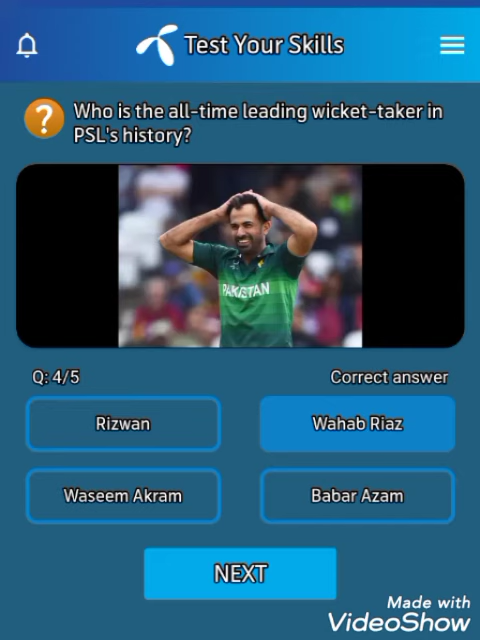 Test Your Skills
? Who is the all-time leading wicket-taker in
PSL's history?
PAKISTAN
Q: 4/5 Correct answer
Rizwan Wahab Riaz
Waseem Akram Babar Azam
NEXT
Made with
VideoShow